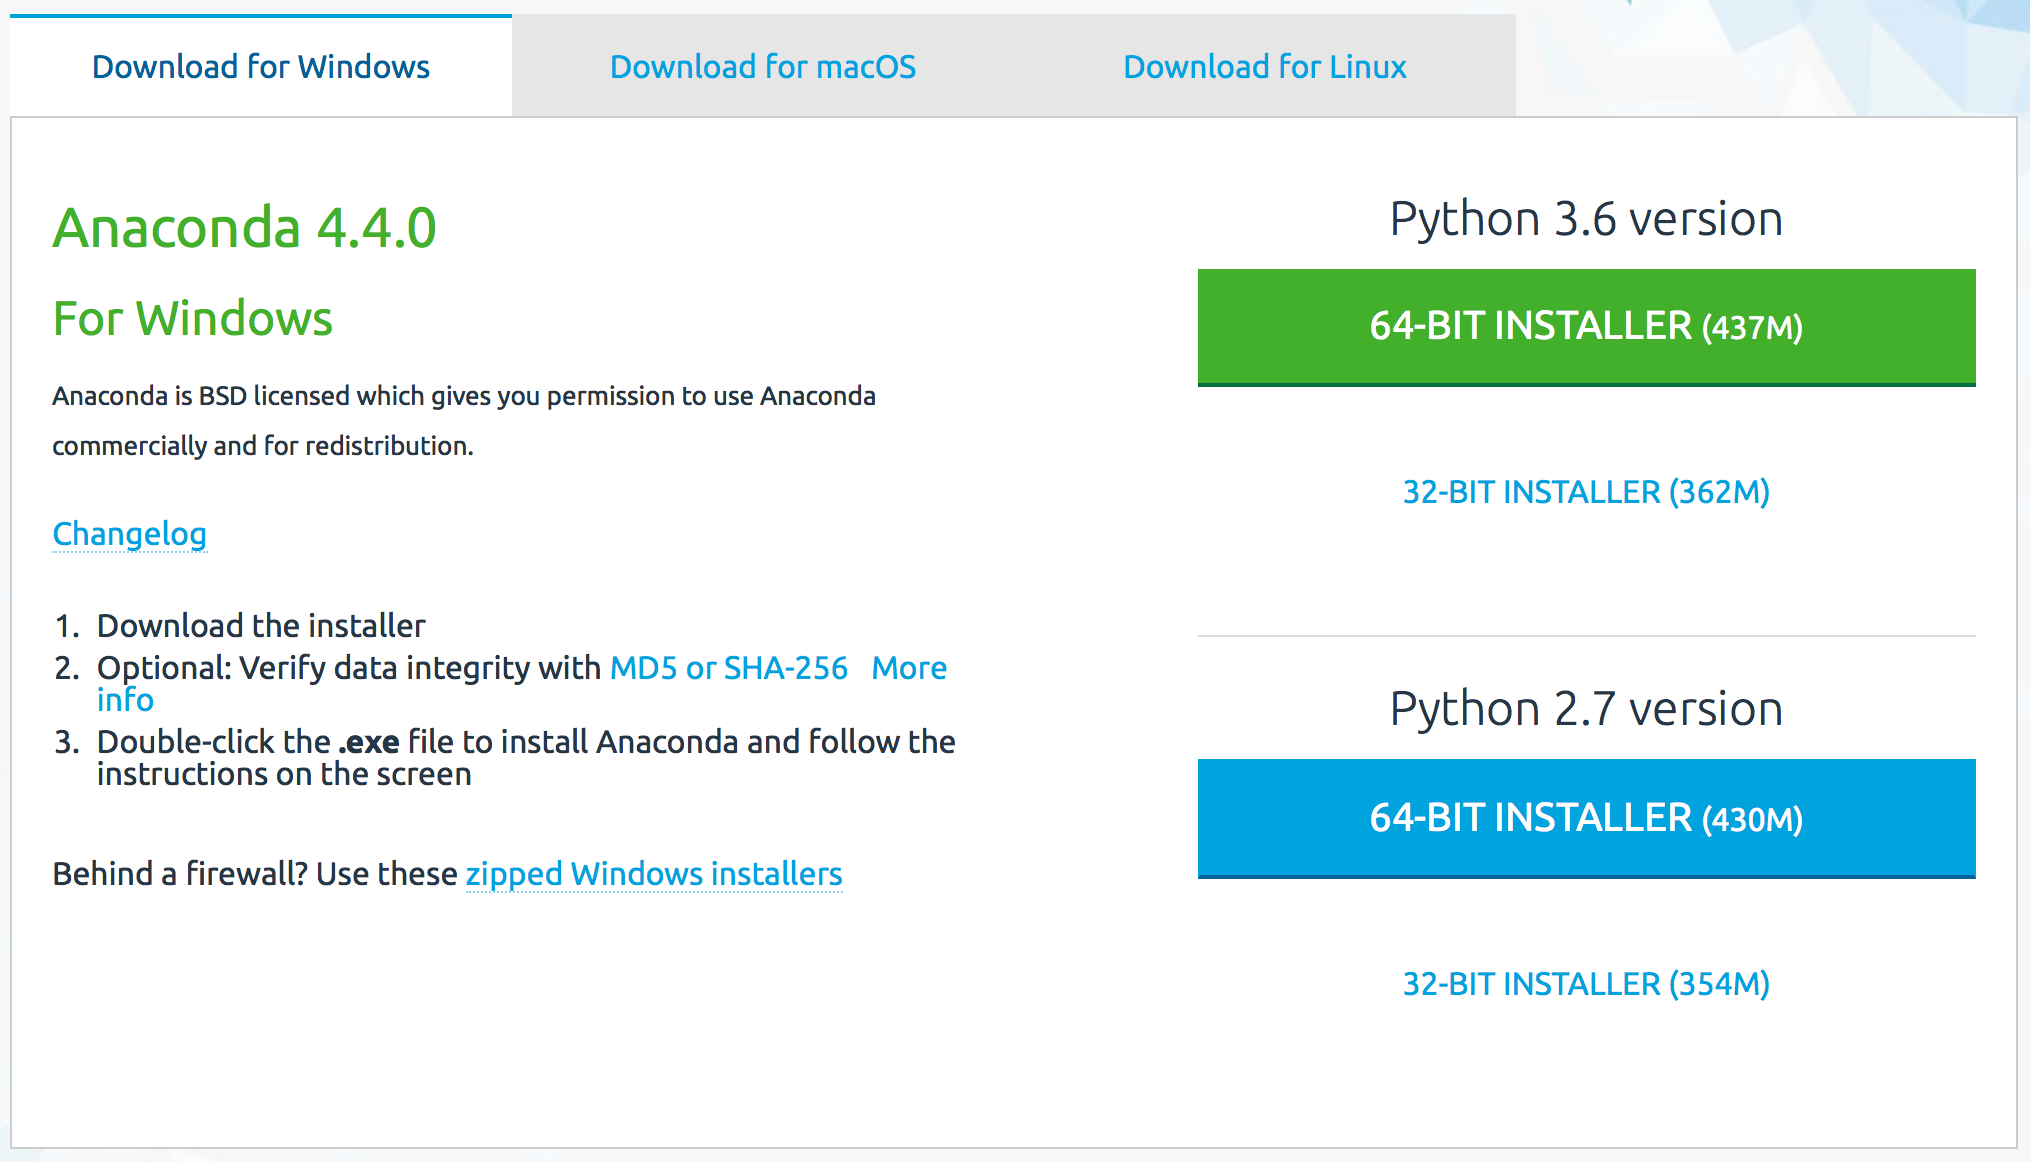 Download for Windows
Download for macOS
Download for Linux
Anaconda 4.4.0
For Windows
Anaconda is BSD licensed which gives you permission to use Anaconda
commercially and for redistribution.
Changelog
1. Download the installer
2. Optional: Verify data integrity with MD5 or SHA-256 More
info
3. Double-click the .exe file to install Anaconda and follow the
instructions on the screen
Behind a firewall? Use these zipped Windows installers
Python 3.6 version
64-BIT INSTALLER (437M)
32-BIT INSTALLER (362M)
Python 2.7 version
64-BIT INSTALLER (430M)
32-BIT INSTALLER (354M)